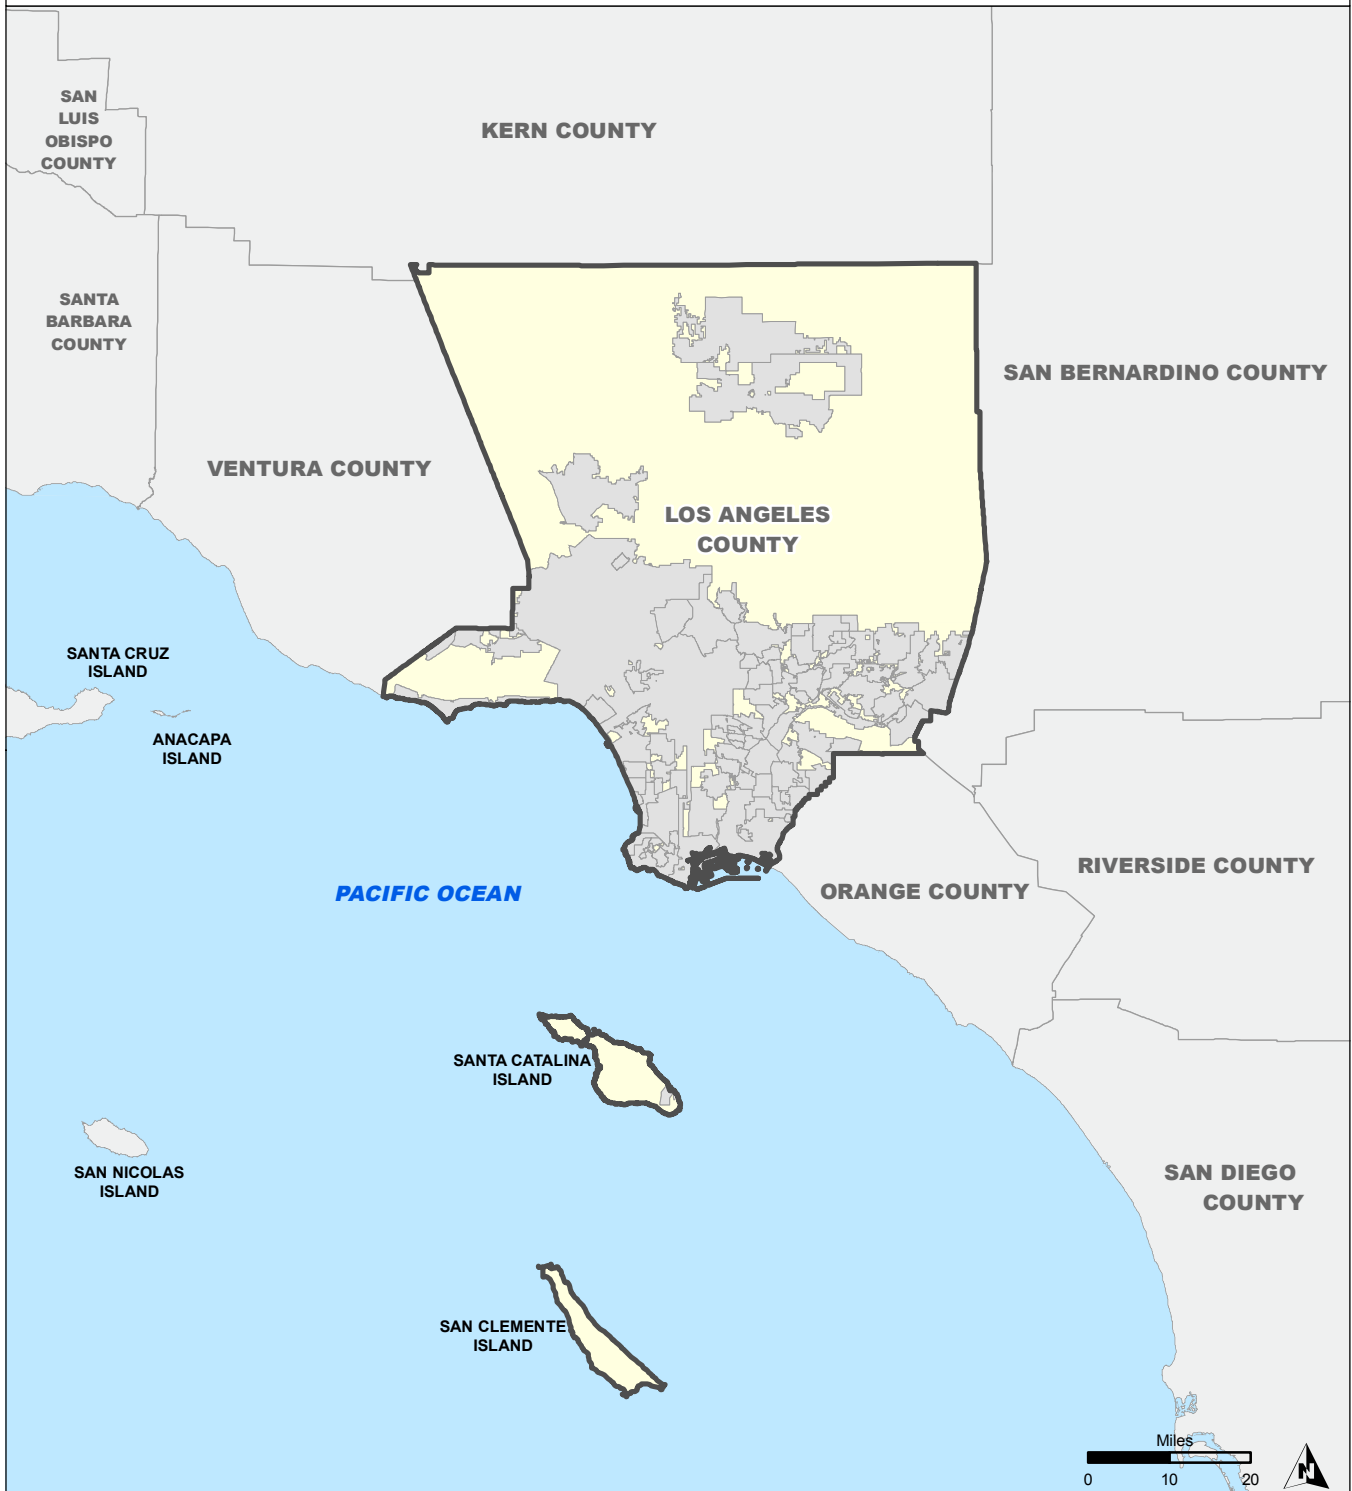 SAN
LUIS
OBISPO
COUNTY
KERN COUNTY
SANTA
BARBARA
COUNTY
SAN BERNARDINO COUNTY
VENTURA COUNTY
LOS ANGELES
COUNTY
SANTA CRUZ
ISLAND
ANACAPA
ISLAND
PACIFIC OCEAN
ORANGE COUNTY
RIVERSIDE COUNTY
SANTA CATALINA
ISLAND
SAN NICOLAS
ISLAND
SAN DIEGO
COUNTY
SAN CLEMENTE
ISLAND
Miles
0 10 20
N